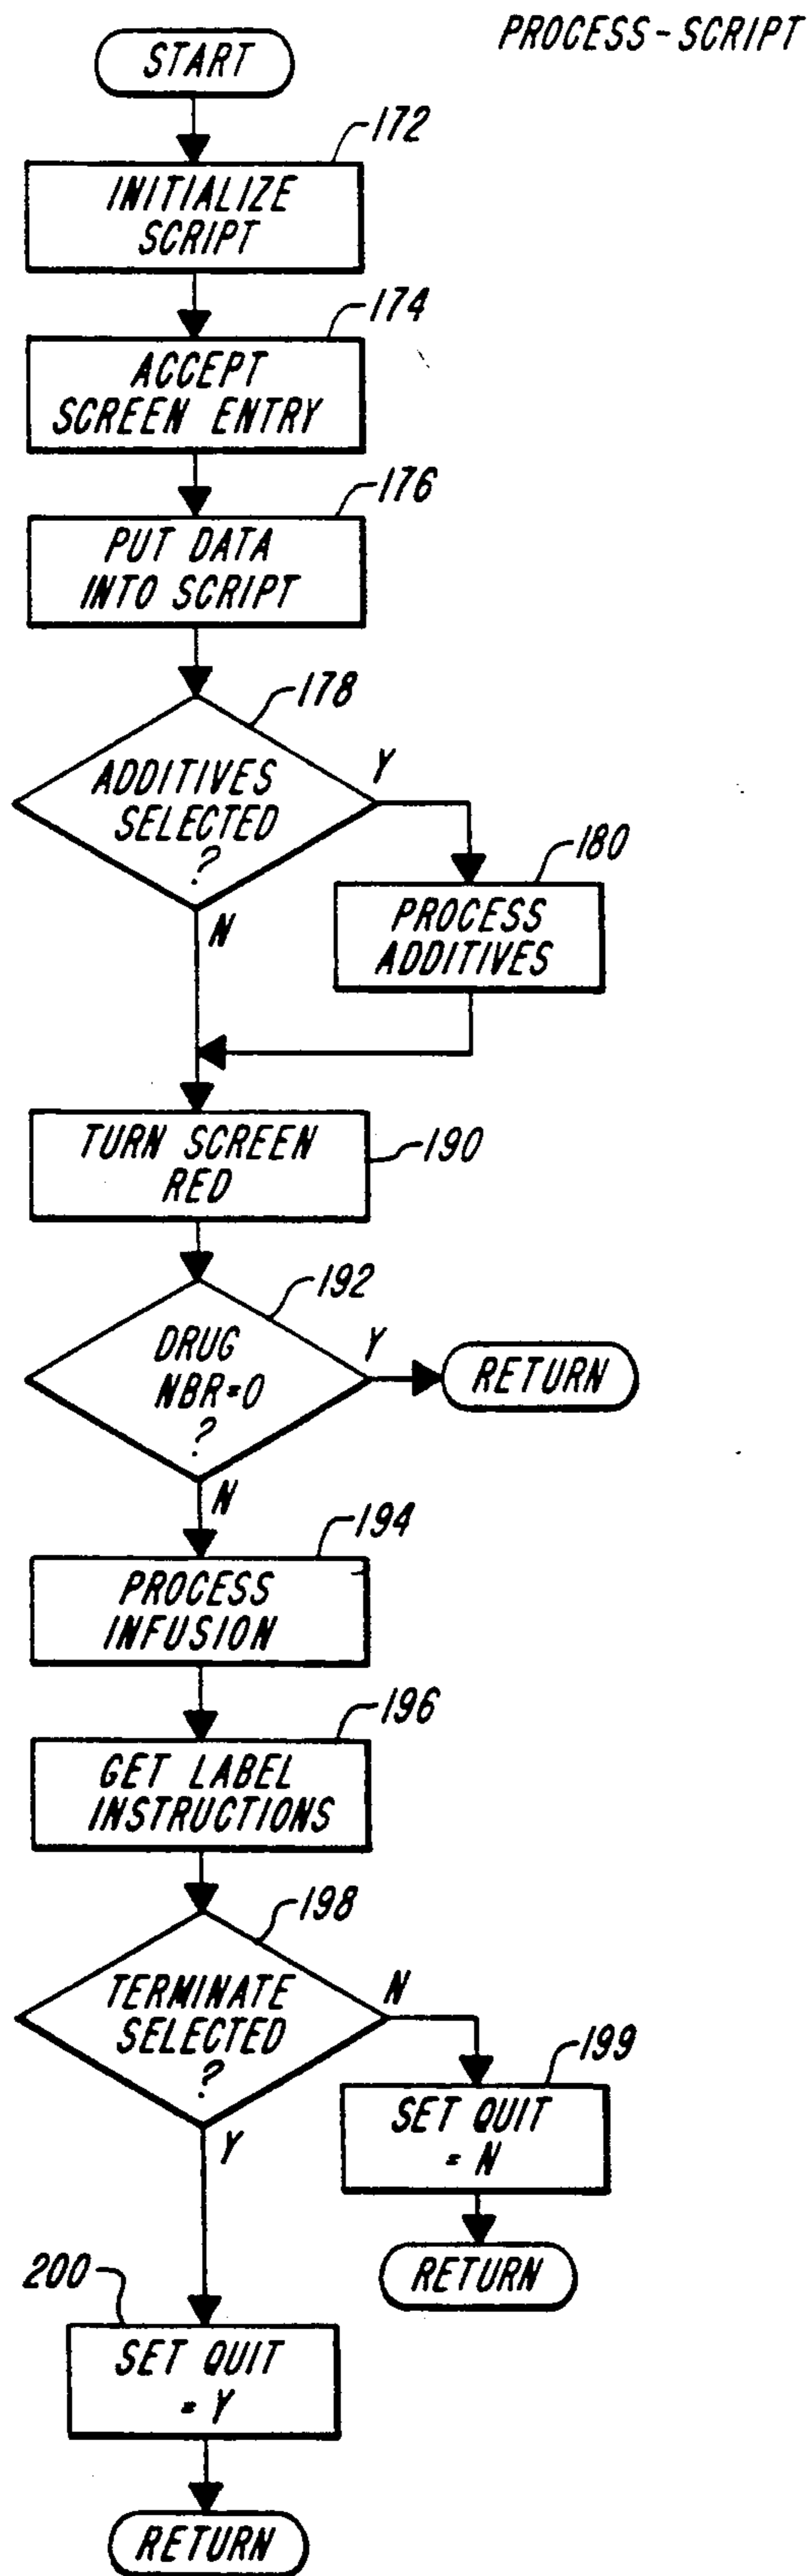 PROCESS-SCRIPT
START
172
INITIALIZE
SCRIPT
174
ACCEPT
SCREEN ENTRY
176
PUT DATA
INTO SCRIPT
178
ADDITIVES
SELECTED
?
Y
N
180
PROCESS
ADDITIVES
TURN SCREEN
RED
190
192
DRUG
NBR=0
?
Y
RETURN
N
194
PROCESS
INFUSION
196
GET LABEL
INSTRUCTIONS
198
TERMINATE
SELECTED
?
N
Y
199
SET QUIT
= N
RETURN
200
SET QUIT
= Y
RETURN